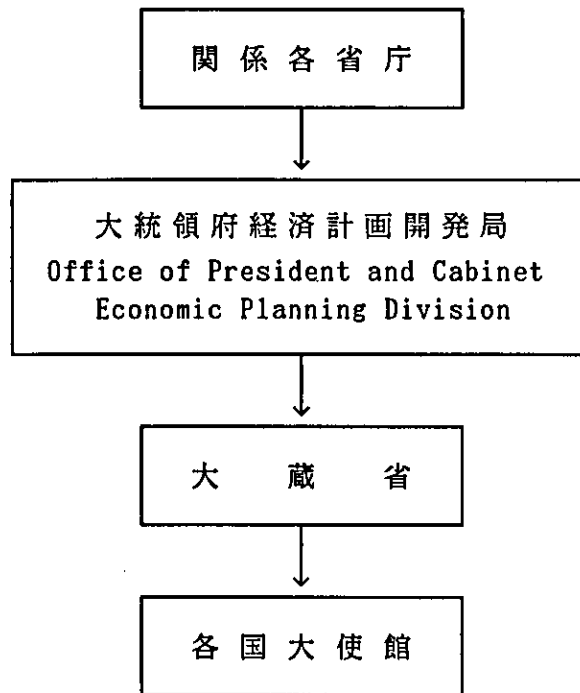 関係各省庁
大統領府経済計画開発局
Office of President and Cabinet
Economic Planning Division
大蔵省
各国大使館